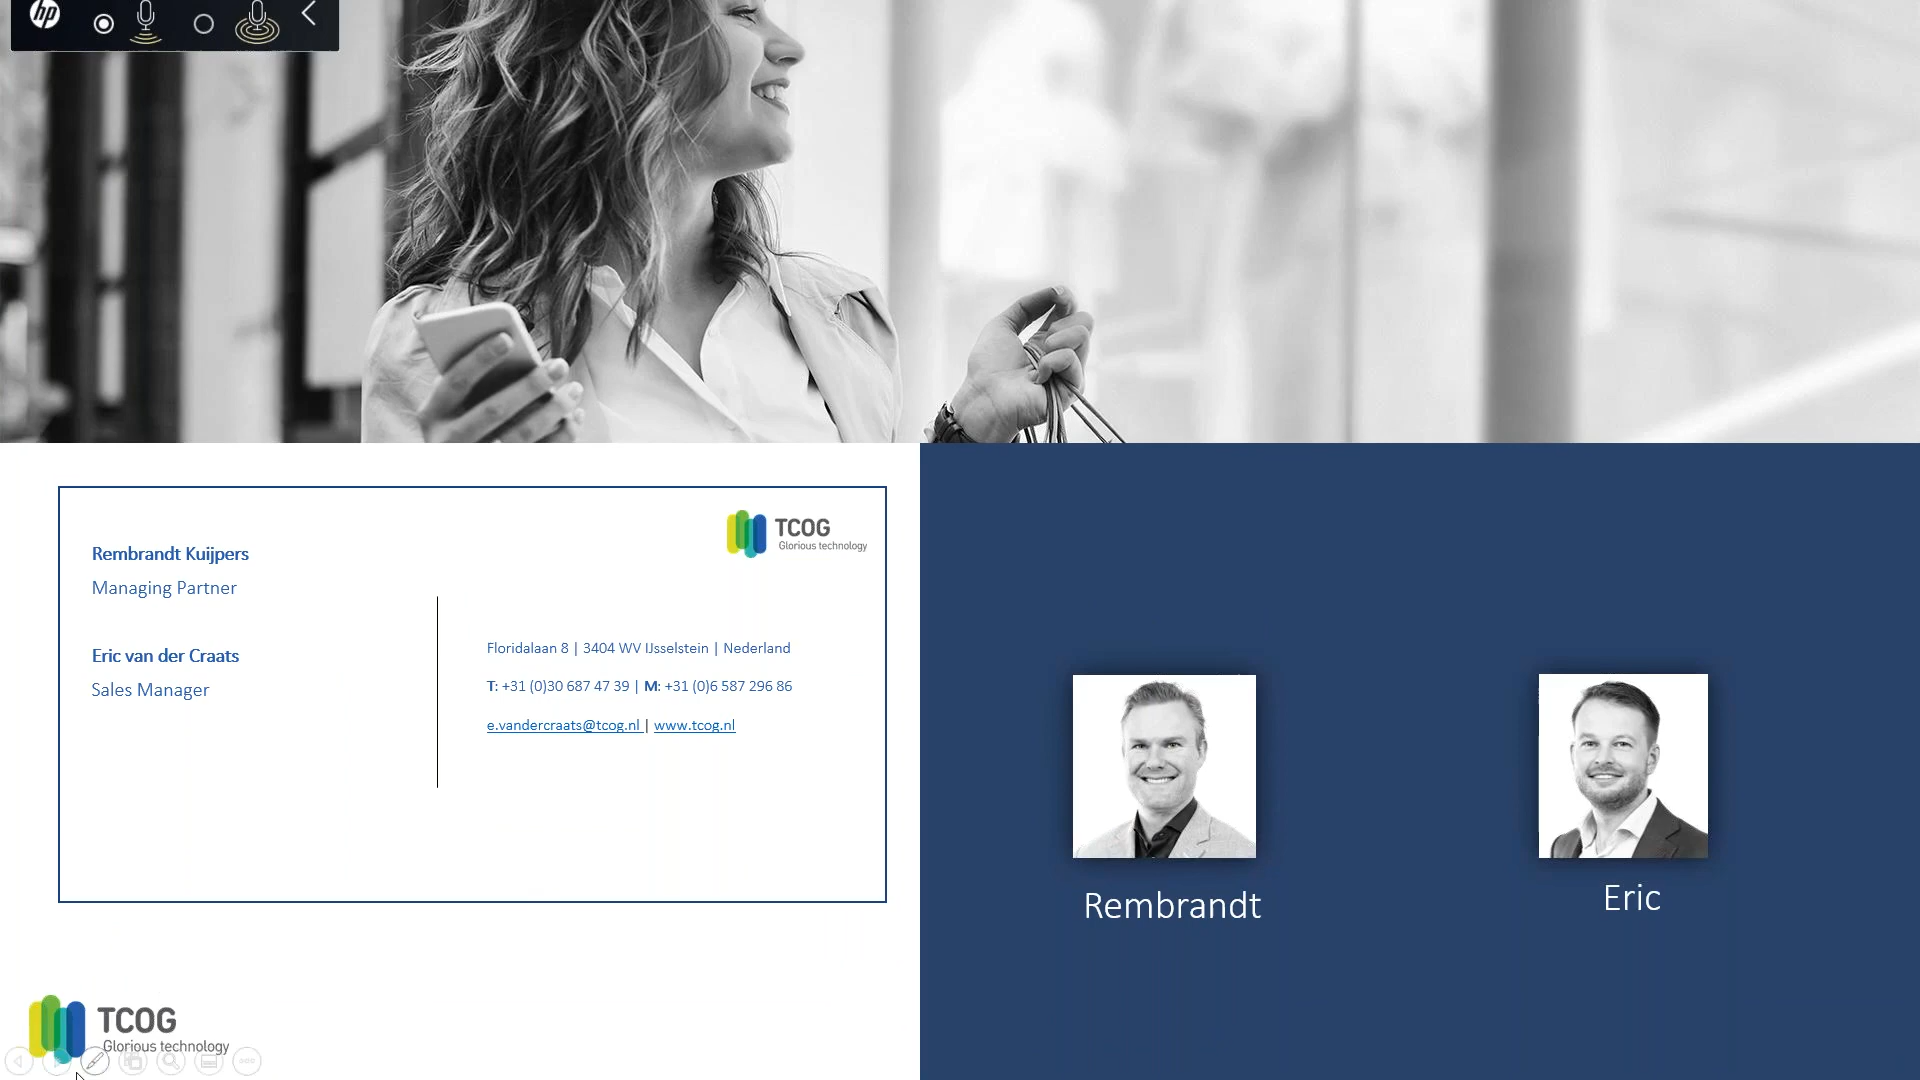 hp
TCOG
Glorious technology
Rembrandt Kuijpers
Managing Partner
Eric van der Craats
Sales Manager
Floridalaan 8 | 3404 WV IJsselstein | Nederland
T: +31 (0)30 687 47 39 | M: +31 (0)6 587 296 86
e.vandercraats@tcog.nl | www.tcog.nl
Rembrandt
Eric
TCOG
Glorious technology